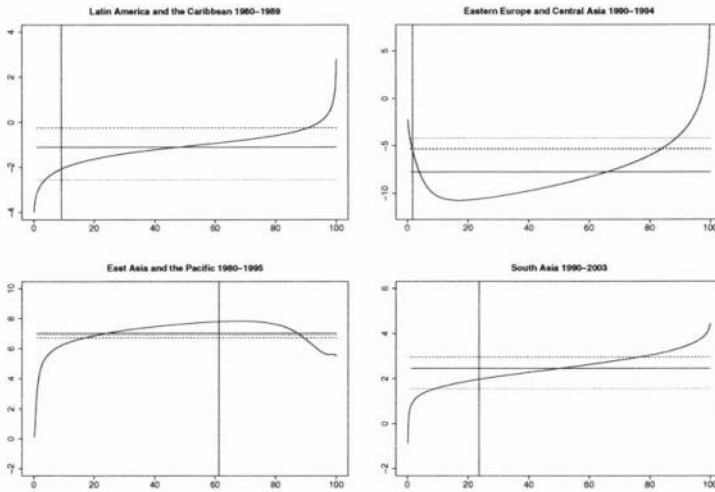 Latin America and the Caribbean 1980–1989
4
2
0
−2
−4
0 20 40 60 80 100
Eastern Europe and Central Asia 1990–1994
5
0
−5
−10
0 20 40 60 80 100
East Asia and the Pacific 1980–1995
10
8
6
4
2
0
−2
0 20 40 60 80 100
South Asia 1990–2003
6
4
2
0
−2
0 20 40 60 80 100